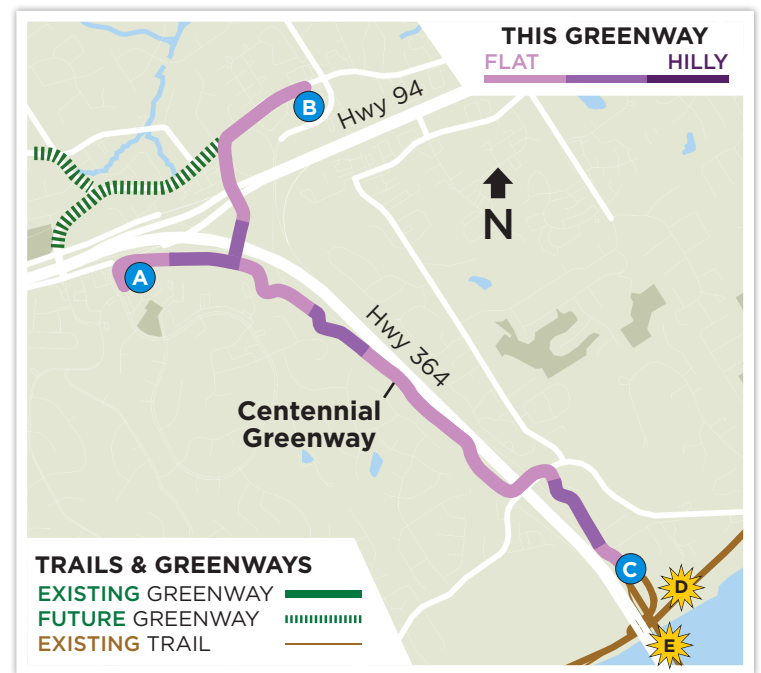 THIS GREENWAY
FLAT HILLY
B
Hwy 94
N
A
Hwy 364
Centennial
Greenway
C
D
E
TRAILS & GREENWAYS
EXISTING GREENWAY
FUTURE GREENWAY
EXISTING TRAIL